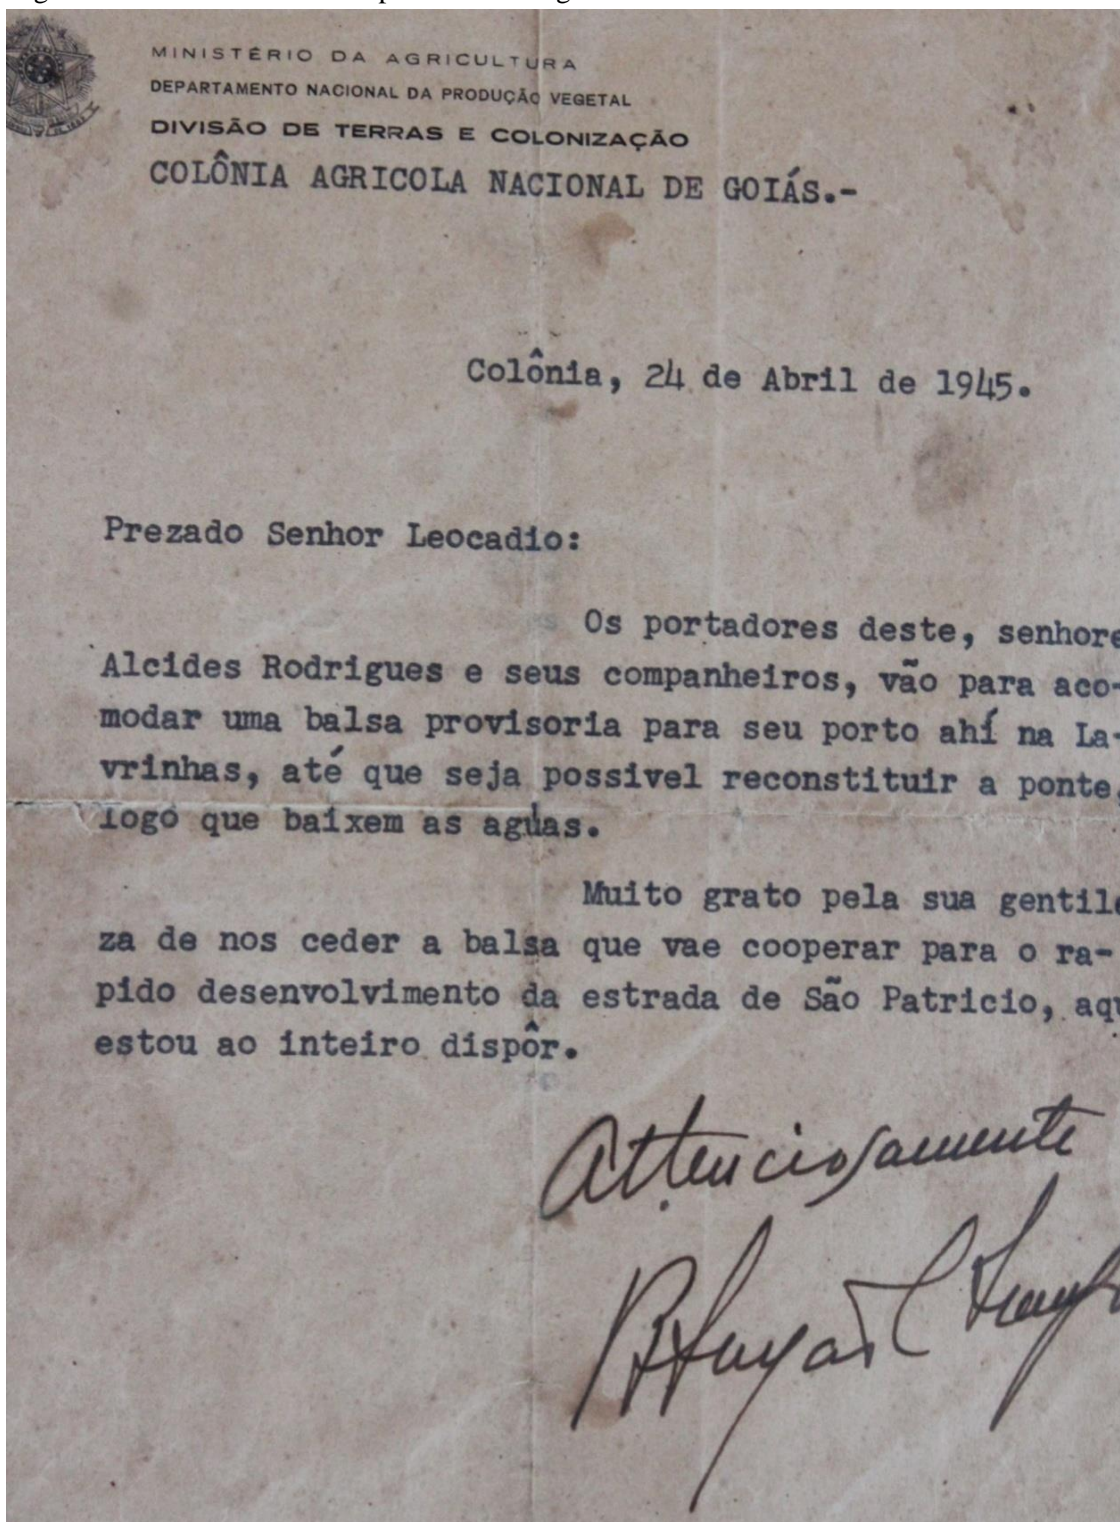 MINISTÉRIO DA AGRICULTURA
DEPARTAMENTO NACIONAL DA PRODUÇÃO VEGETAL
DIVISÃO DE TERRAS E COLONIZAÇÃO
COLÔNIA AGRICOLA NACIONAL DE GOIÁS.-
Colônia, 24 de Abril de 1945.
Prezado Senhor Leocadio:
Os portadores deste, senhore
Alcides Rodrigues e seus companheiros, vão para aco-
modar uma balsa provisoria para seu porto ahí na La-
vrinhas, até que seja possivel reconstituir a ponte,
logo que baixem as aguas.
Muito grato pela sua gentile
za de nos ceder a balsa que vae cooperar para o ra-
pido desenvolvimento da estrada de São Patricio, aqu
estou ao inteiro dispôr.
Attenciosamente